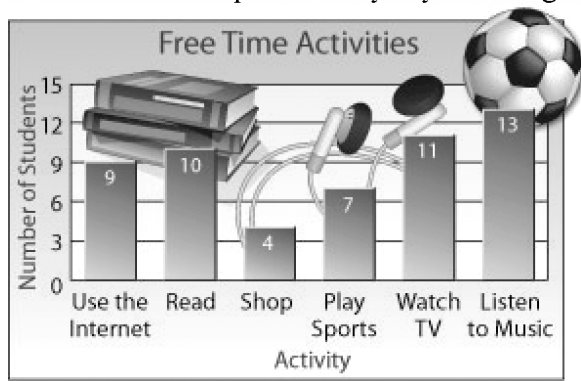 Free Time Activities
Number of Students
15
12
9
6
3
0
9
10
4
7
11
13
Use the Internet
Read
Shop
Play Sports
Watch TV
Listen to Music
Activity